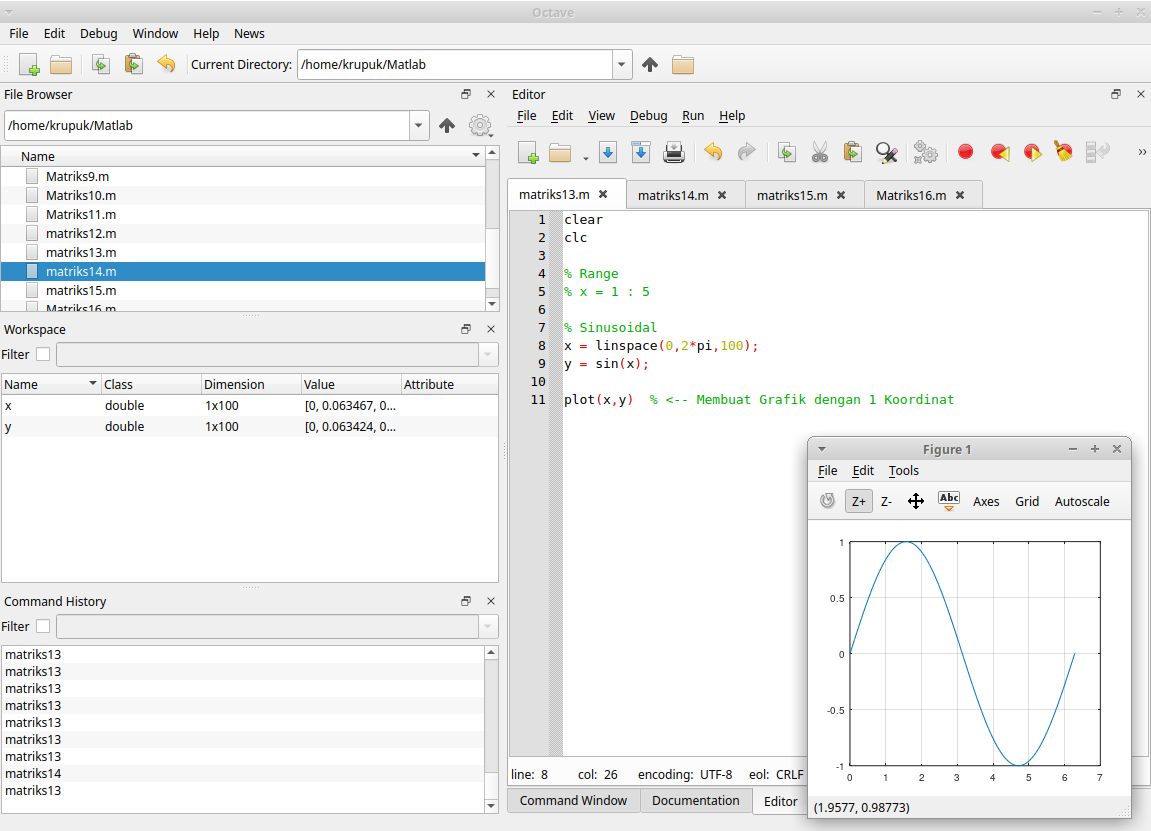 Octave
File Edit Debug Window Help News
Current Directory: /home/krupuk/Matlab
File Browser
/home/krupuk/Matlab
Name
Matriks9.m
Matriks10.m
Matriks11.m
matriks12.m
matriks13.m
matriks14.m
matriks15.m
Matriks16.m
Workspace
Filter
Name Class Dimension Value Attribute
x double 1x100 [0, 0.063467, 0...
y double 1x100 [0, 0.063424, 0...
Command History
Filter
matriks13
matriks13
matriks13
matriks13
matriks13
matriks13
matriks13
matriks14
matriks13
Editor
File Edit View Debug Run Help
matriks13.m matriks14.m matriks15.m Matriks16.m
1 clear
2 clc
3
4 % Range
5 % x = 1 : 5
6
7 % Sinusoidal
8 x = linspace(0,2*pi,100);
9 y = sin(x);
10
11 plot(x,y)  % <-- Membuat Grafik dengan 1 Koordinat
line: 8 col: 26 encoding: UTF-8 eol: CRLF
Command Window Documentation Editor
Figure 1
File Edit Tools
Z+ Z- Abc Axes Grid Autoscale
1
0.5
0
-0.5
-1
0 1 2 3 4 5 6 7
(1.9577, 0.98773)